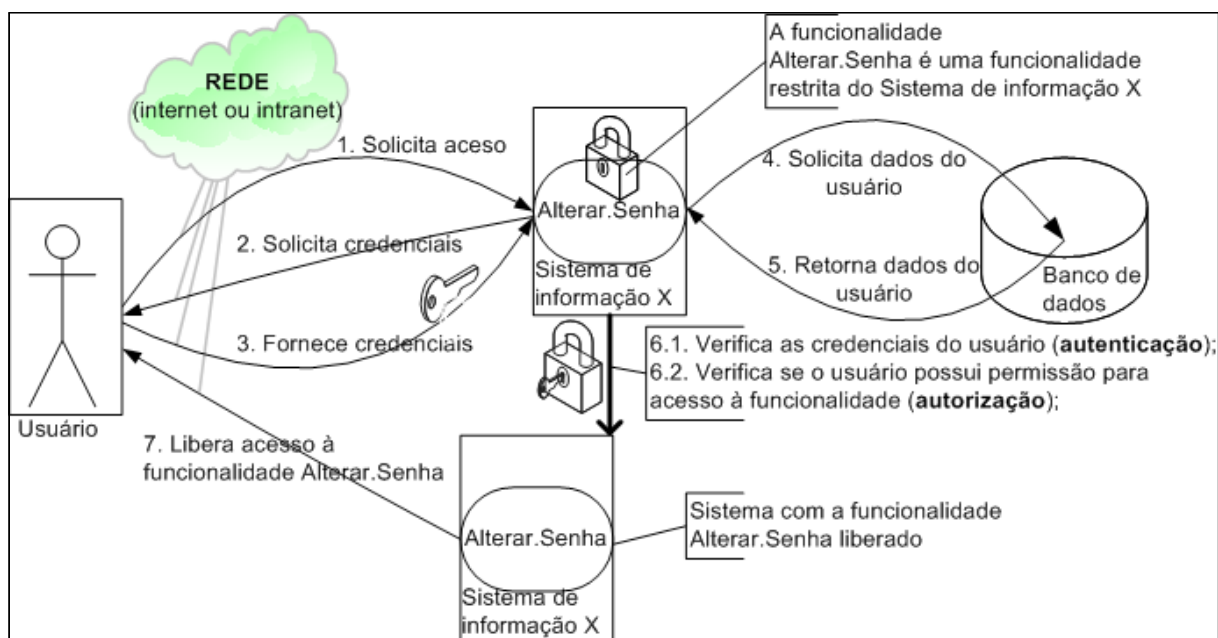 REDE
(internet ou intranet)
A funcionalidade
Alterar.Senha é uma funcionalidade
restrita do Sistema de informação X
1. Solicita aceso
4. Solicita dados do
usuário
Alterar.Senha
2. Solicita credenciais
Sistema de
informação X
5. Retorna dados do
usuário
Banco de
dados
3. Fornece credenciais
6.1. Verifica as credenciais do usuário (autenticação);
6.2. Verifica se o usuário possui permissão para
acesso à funcionalidade (autorização);
Usuário
7. Libera acesso à
funcionalidade Alterar.Senha
Alterar.Senha
Sistema de
informação X
Sistema com a funcionalidade
Alterar.Senha liberado